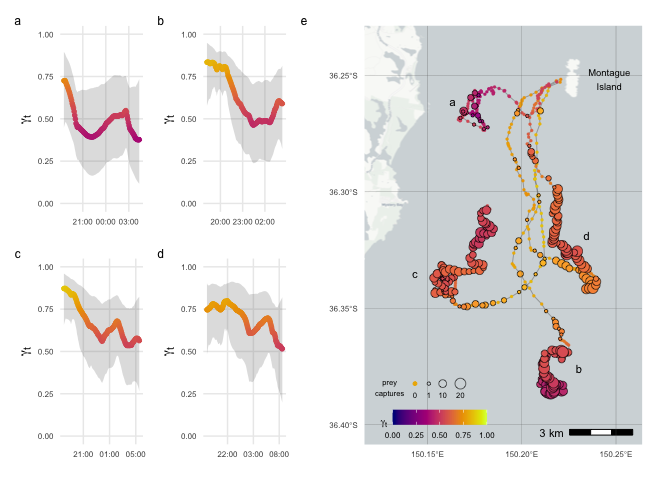 a
1.00
0.75
0.50
0.25
0.00
γt
21:00 00:00 03:00
b
1.00
0.75
0.50
0.25
0.00
20:00 23:00 02:00
c
1.00
0.75
0.50
0.25
0.00
γt
21:00 01:00 05:00
d
1.00
0.75
0.50
0.25
0.00
22:00 03:00 08:00
e
36.25°S
36.30°S
36.35°S
36.40°S
Montague
Island
a
d
c
b
prey
captures
0 1 10 20
γt
0.00 0.25 0.50 0.75 1.00
3 km
150.15°E 150.20°E 150.25°E